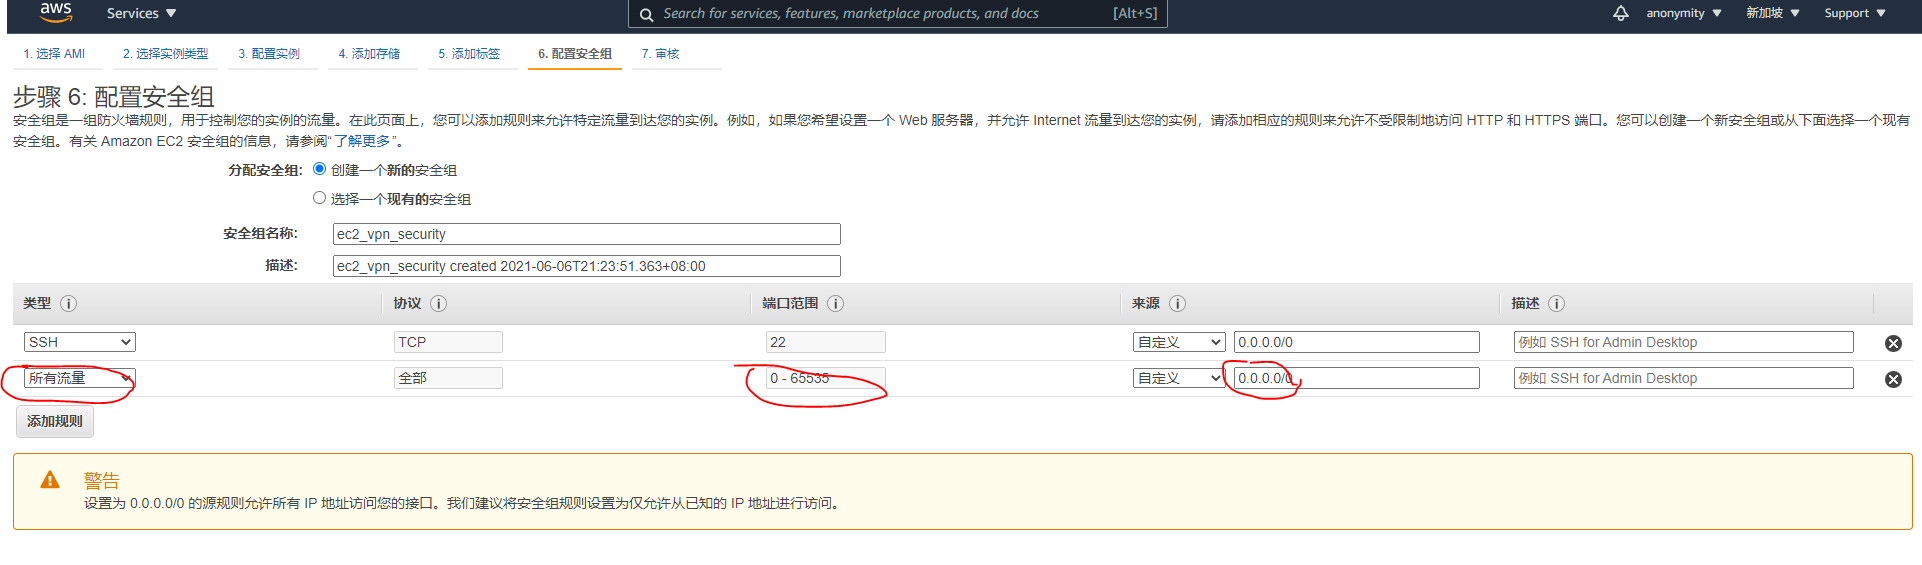 aws Services Search for services, features, marketplace products, and docs [Alt+S] anonymity 新加坡 Support
1. 选择 AMI 2. 选择实例类型 3. 配置实例 4. 添加存储 5. 添加标签 6. 配置安全组 7. 审核
步骤 6: 配置安全组
安全组是一组防火墙规则，用于控制您的实例的流量。在此页面上，您可以添加规则来允许特定流量到达您的实例。例如，如果您希望设置一个 Web 服务器，并允许 Internet 流量到达您的实例，请添加相应的规则来允许不受限制地访问 HTTP 和 HTTPS 端口。您可以创建一个新安全组或从下面选择一个现有
安全组。有关 Amazon EC2 安全组的信息，请参阅“了解更多”。
分配安全组: 创建一个新的安全组
选择一个现有的安全组
安全组名称: ec2_vpn_security
描述: ec2_vpn_security created 2021-06-06T21:23:51.363+08:00
类型 协议 端口范围 来源 描述
SSH TCP 22 自定义 0.0.0.0/0 例如 SSH for Admin Desktop
所有流量 全部 0 - 65535 自定义 0.0.0.0/0 例如 SSH for Admin Desktop
添加规则
警告
设置为 0.0.0.0/0 的源规则允许所有 IP 地址访问您的接口。我们建议将安全组规则设置为仅允许从已知的 IP 地址进行访问。